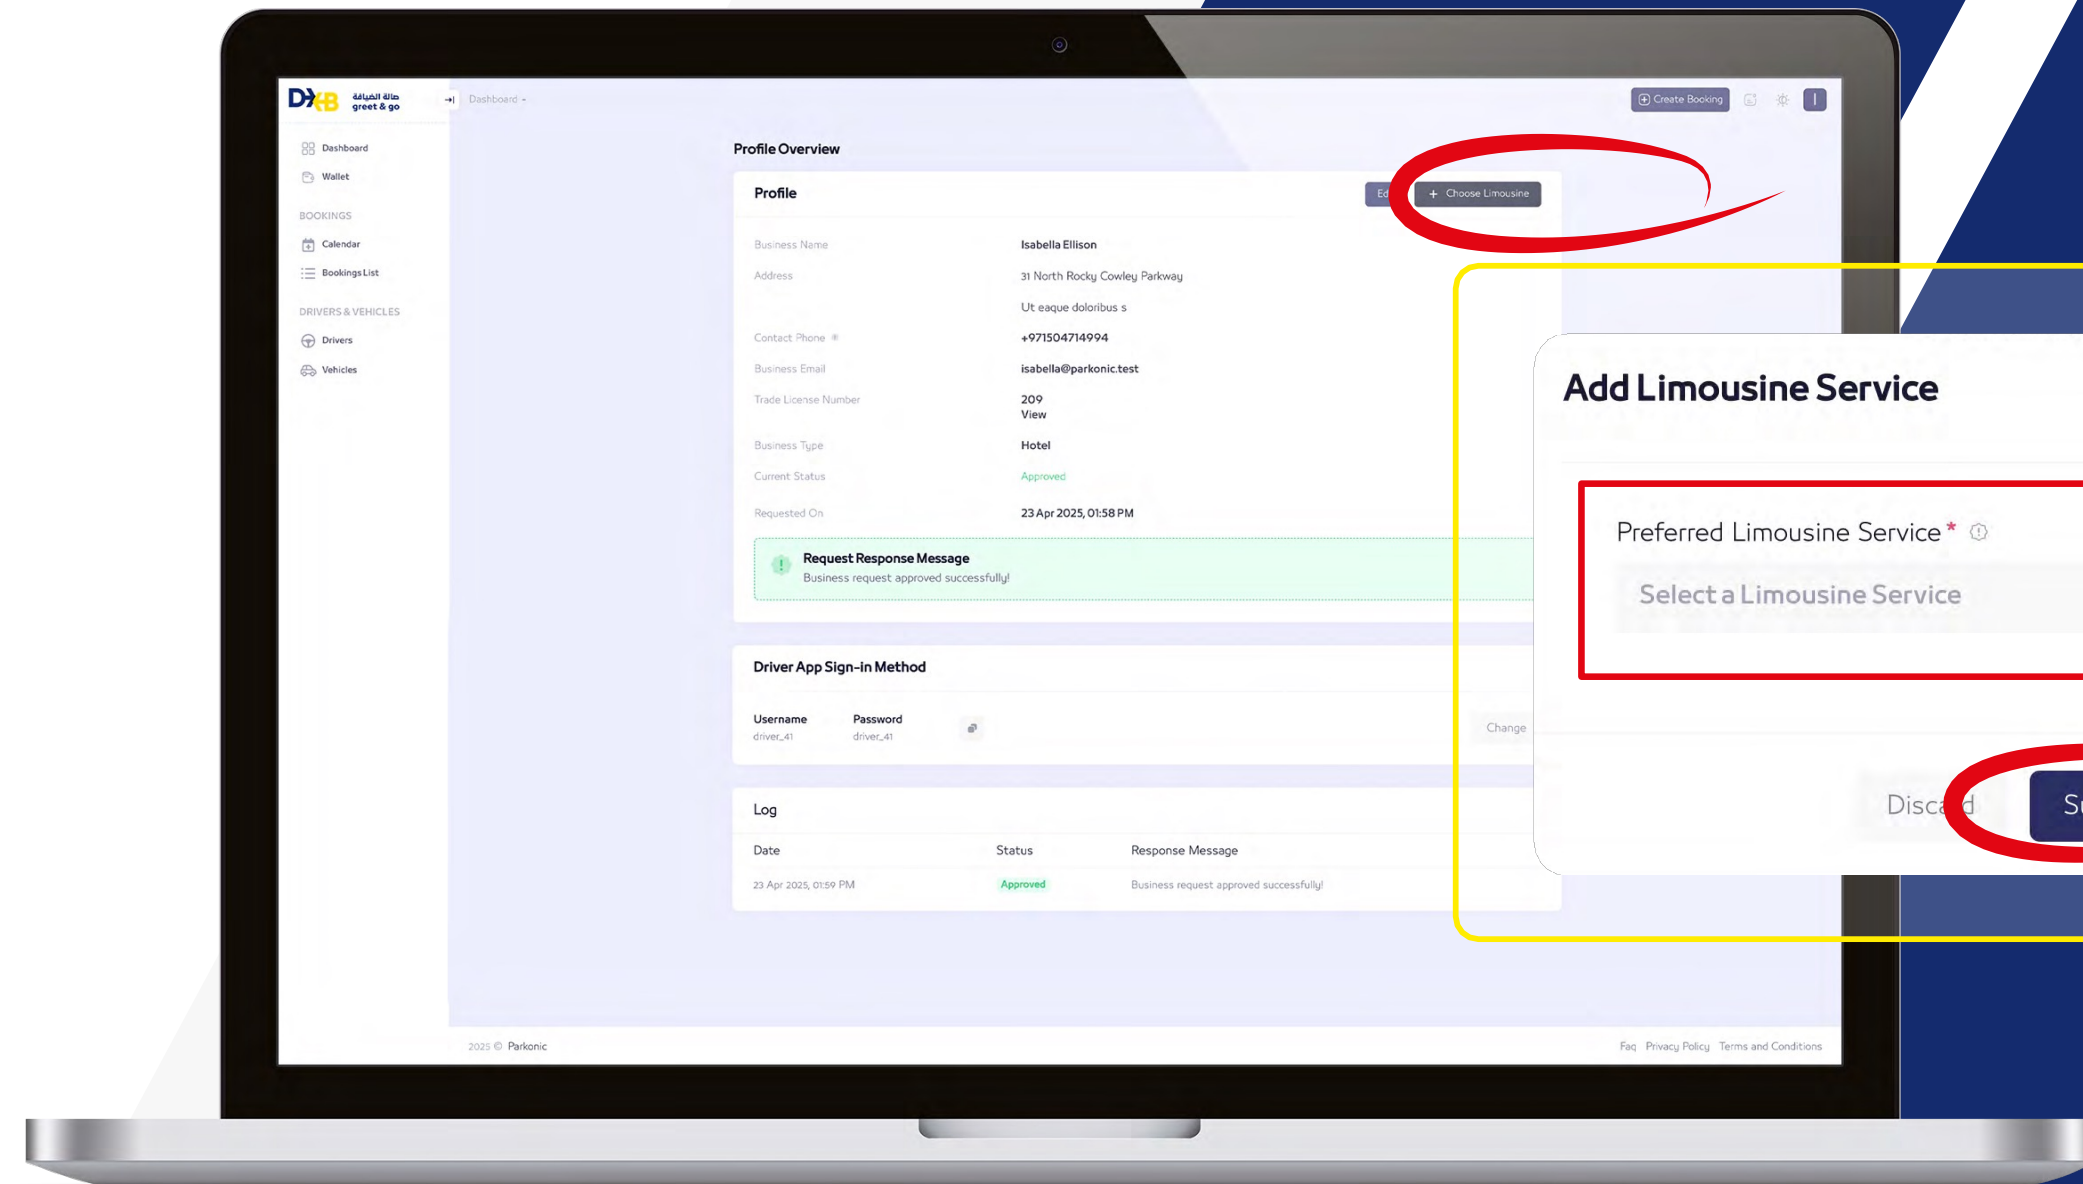 DXB
صالة الضيافة
greet & go
Dashboard
Create Booking
I
Dashboard
Wallet
BOOKINGS
Calendar
Bookings List
DRIVERS & VEHICLES
Drivers
Vehicles
Profile Overview
Profile
Ed
+ Choose Limousine
Business Name Isabella Ellison
Address 31 North Rocky Cowley Parkway
Ut eaque doloribus s
Contact Phone +971504714994
Business Email isabella@parkonic.test
Trade License Number 209
View
Business Type Hotel
Current Status Approved
Requested On 23 Apr 2025, 01:58 PM
Request Response Message
Business request approved successfully!
Driver App Sign-in Method
Username Password
driver_41 driver_41
Change
Log
Date Status Response Message
23 Apr 2025, 01:59 PM Approved Business request approved successfully!
2025 © Parkonic
Faq Privacy Policy Terms and Conditions
Add Limousine Service
Preferred Limousine Service*
Select a Limousine Service
Discard
Su